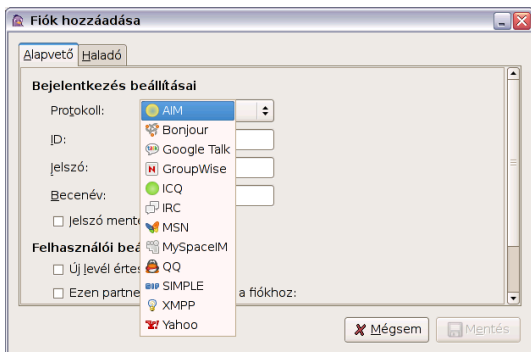 Fiók hozzáadása
Alapvető Haladó
Bejelentkezés beállításai
Protokoll:
AIM
Bonjour
ID:
Google Talk
Jelszó:
GroupWise
ICQ
Becenév:
IRC
Jelszó menté
MSN
MySpaceIM
Felhasználói beá
QQ
Új levél értes
SIMPLE
Ezen partne a fiókhoz:
XMPP
Yahoo
Mégsem Mentés